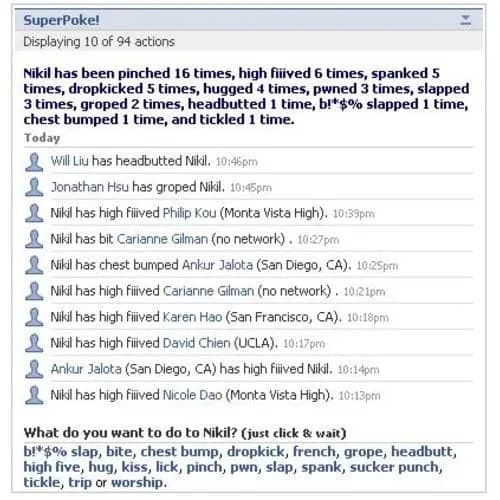 SuperPoke!
Displaying 10 of 94 actions
Nikil has been pinched 16 times, high fiiived 6 times, spanked 5
times, dropkicked 5 times, hugged 4 times, pwned 3 times, slapped
3 times, groped 2 times, headbutted 1 time, b!*$% slapped 1 time,
chest bumped 1 time, and tickled 1 time.
Today
Will Liu has headbutted Nikil. 10:46pm
Jonathan Hsu has groped Nikil. 10:45pm
Nikil has high fiiived Philip Kou (Monta Vista High). 10:39pm
Nikil has bit Carianne Gilman (no network) . 10:27pm
Nikil has chest bumped Ankur Jalota (San Diego, CA). 10:25pm
Nikil has high fiiived Carianne Gilman (no network) . 10:21pm
Nikil has high fiiived Karen Hao (San Francisco, CA). 10:18pm
Nikil has high fiiived David Chien (UCLA). 10:17pm
Ankur Jalota (San Diego, CA) has high fiiived Nikil. 10:14pm
Nikil has high fiiived Nicole Dao (Monta Vista High). 10:13pm
What do you want to do to Nikil? (just click & wait)
b!*$% slap, bite, chest bump, dropkick, french, grope, headbutt,
high five, hug, kiss, lick, pinch, pwn, slap, spank, sucker punch,
tickle, trip or worship.